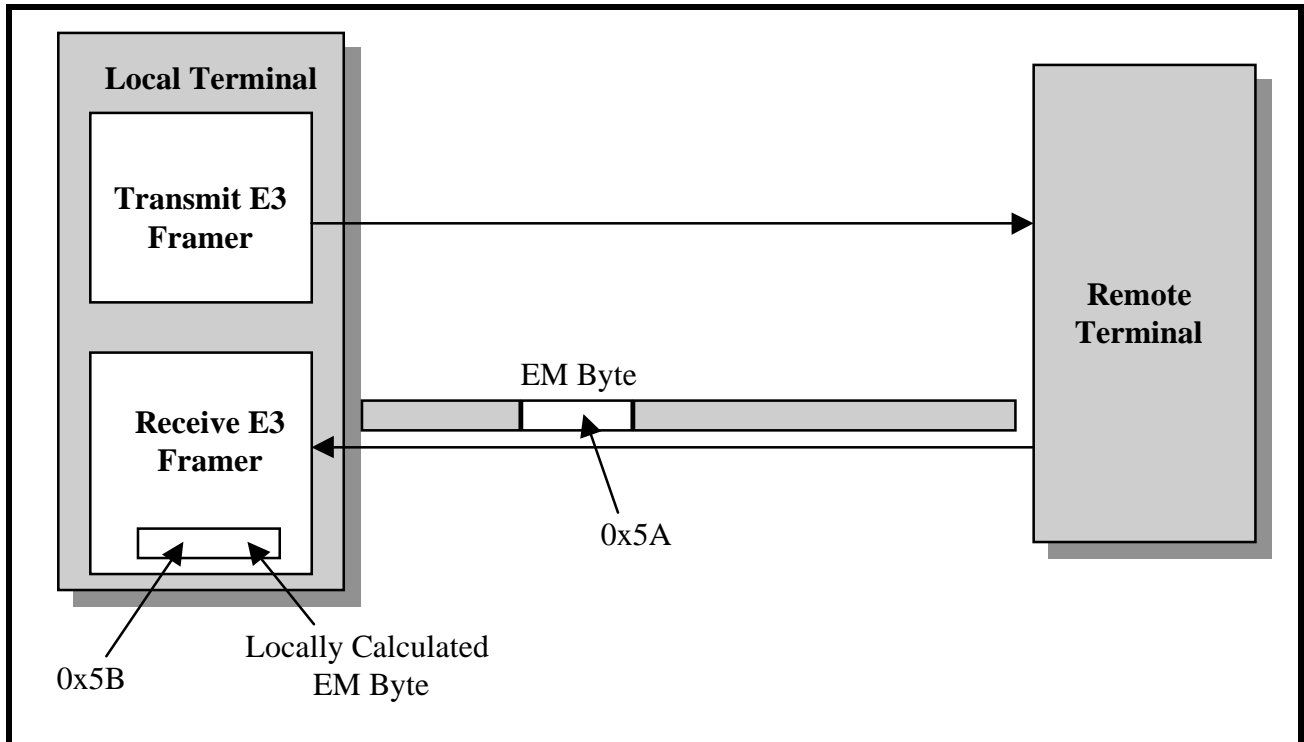 Local Terminal
Transmit E3
Framer
Remote
Terminal
EM Byte
Receive E3
Framer
0x5A
Locally Calculated
EM Byte
0x5B